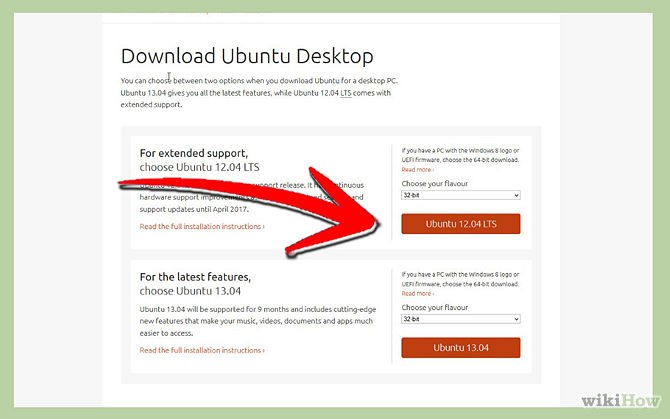 Download Ubuntu Desktop
You can choose between two options when you download Ubuntu for a desktop PC.
Ubuntu 13.04 gives you all the latest features, while Ubuntu 12.04 LTS comes with
extended support.
For extended support,
choose Ubuntu 12.04 LTS
support release. It
continuous
hardware support improvements
and
support updates until April 2017.
Read the full installation instructions ›
If you have a PC with the Windows 8 logo or
UEFI firmware, choose the 64-bit download.
Read more ›
Choose your flavour
32-bit
Ubuntu 12.04 LTS
For the latest features,
choose Ubuntu 13.04
Ubuntu 13.04 will be supported for 9 months and includes cutting-edge
new features that make your music, videos, documents and apps much
easier to access.
Read the full installation instructions ›
If you have a PC with the Windows 8 logo or
UEFI firmware, choose the 64-bit download.
Read more ›
Choose your flavour
32-bit
Ubuntu 13.04
wikiHow